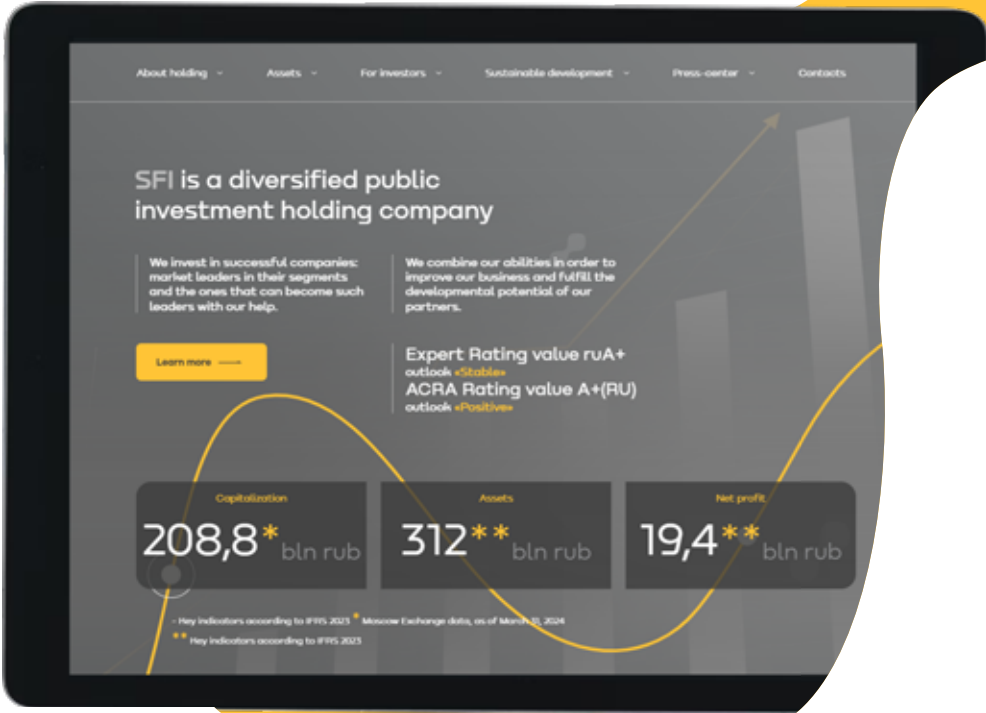 About holding Assets For investors Sustainable development Press-center Contacts
SFI is a diversified public
investment holding company
We invest in successful companies:
market leaders in their segments
and the ones that can become such
leaders with our help.
We combine our abilities in order to
improve our business and fulfill the
developmental potential of our
partners.
Learn more
Expert Rating value ruA+
outlook «Stable»
ACRA Rating value A+(RU)
outlook «Positive»
Capitalization
208,8* bln rub
Assets
312** bln rub
Net profit
19,4** bln rub
- Key indicators according to IFRS 2023 * Moscow Exchange data, as of March 31, 2024
** Key indicators according to IFRS 2023